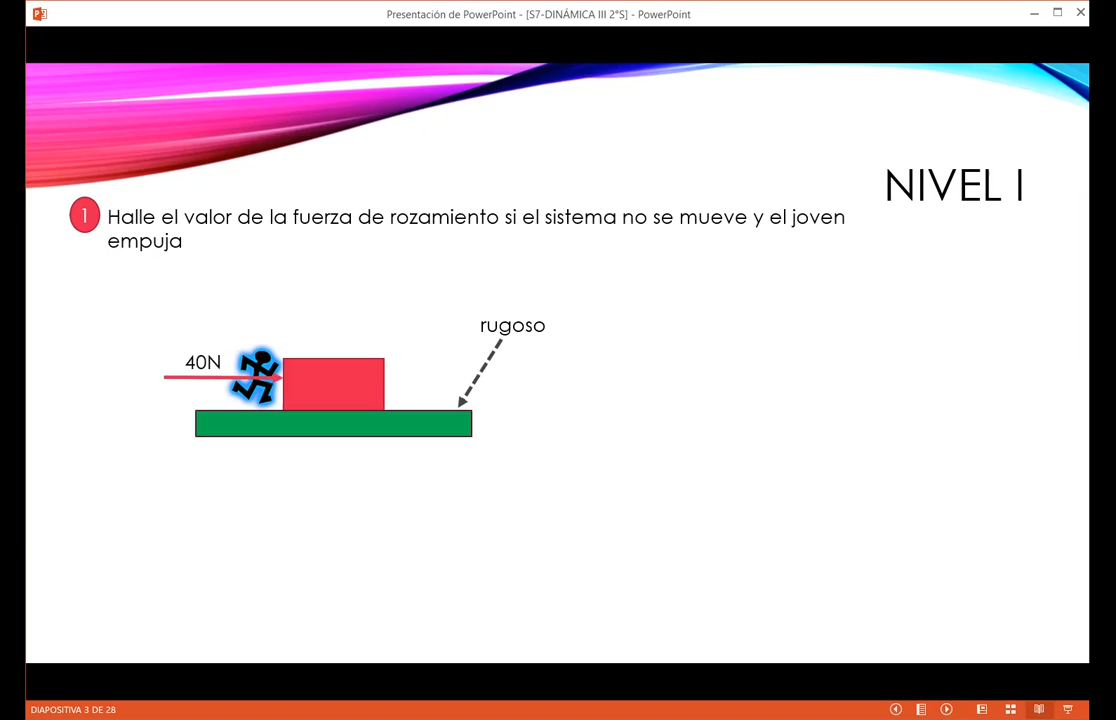 Presentación de PowerPoint - [S7-DINÁMICA III 2°S] - PowerPoint
NIVEL I
1 Halle el valor de la fuerza de rozamiento si el sistema no se mueve y el joven
empuja
rugoso
40N
DIAPOSITIVA 3 DE 28